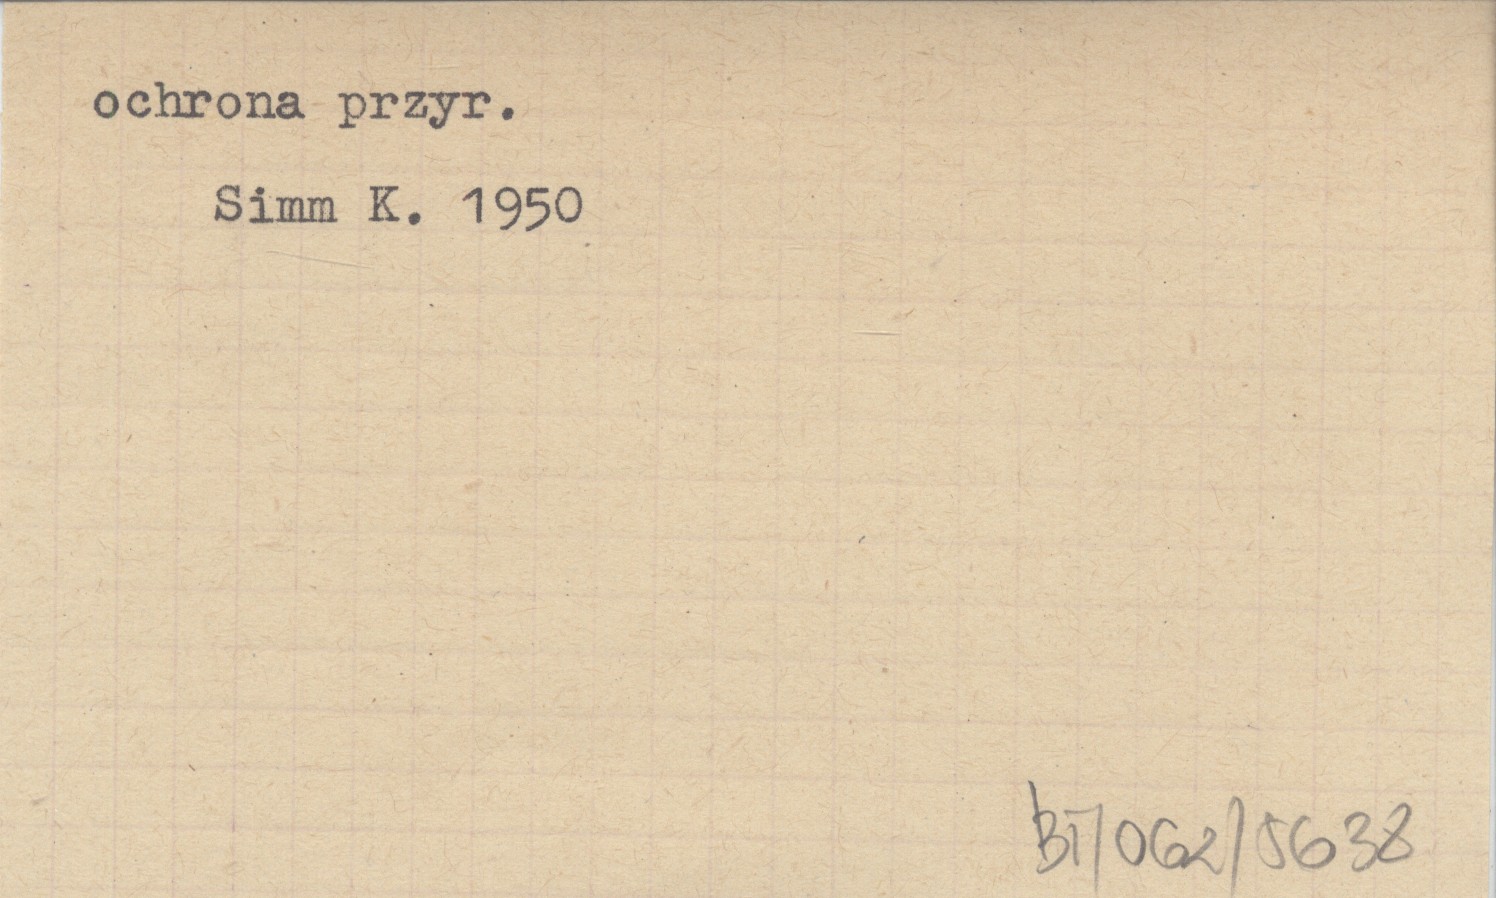 ochrona przyr.
Simm K. 1950
BT/062/5638